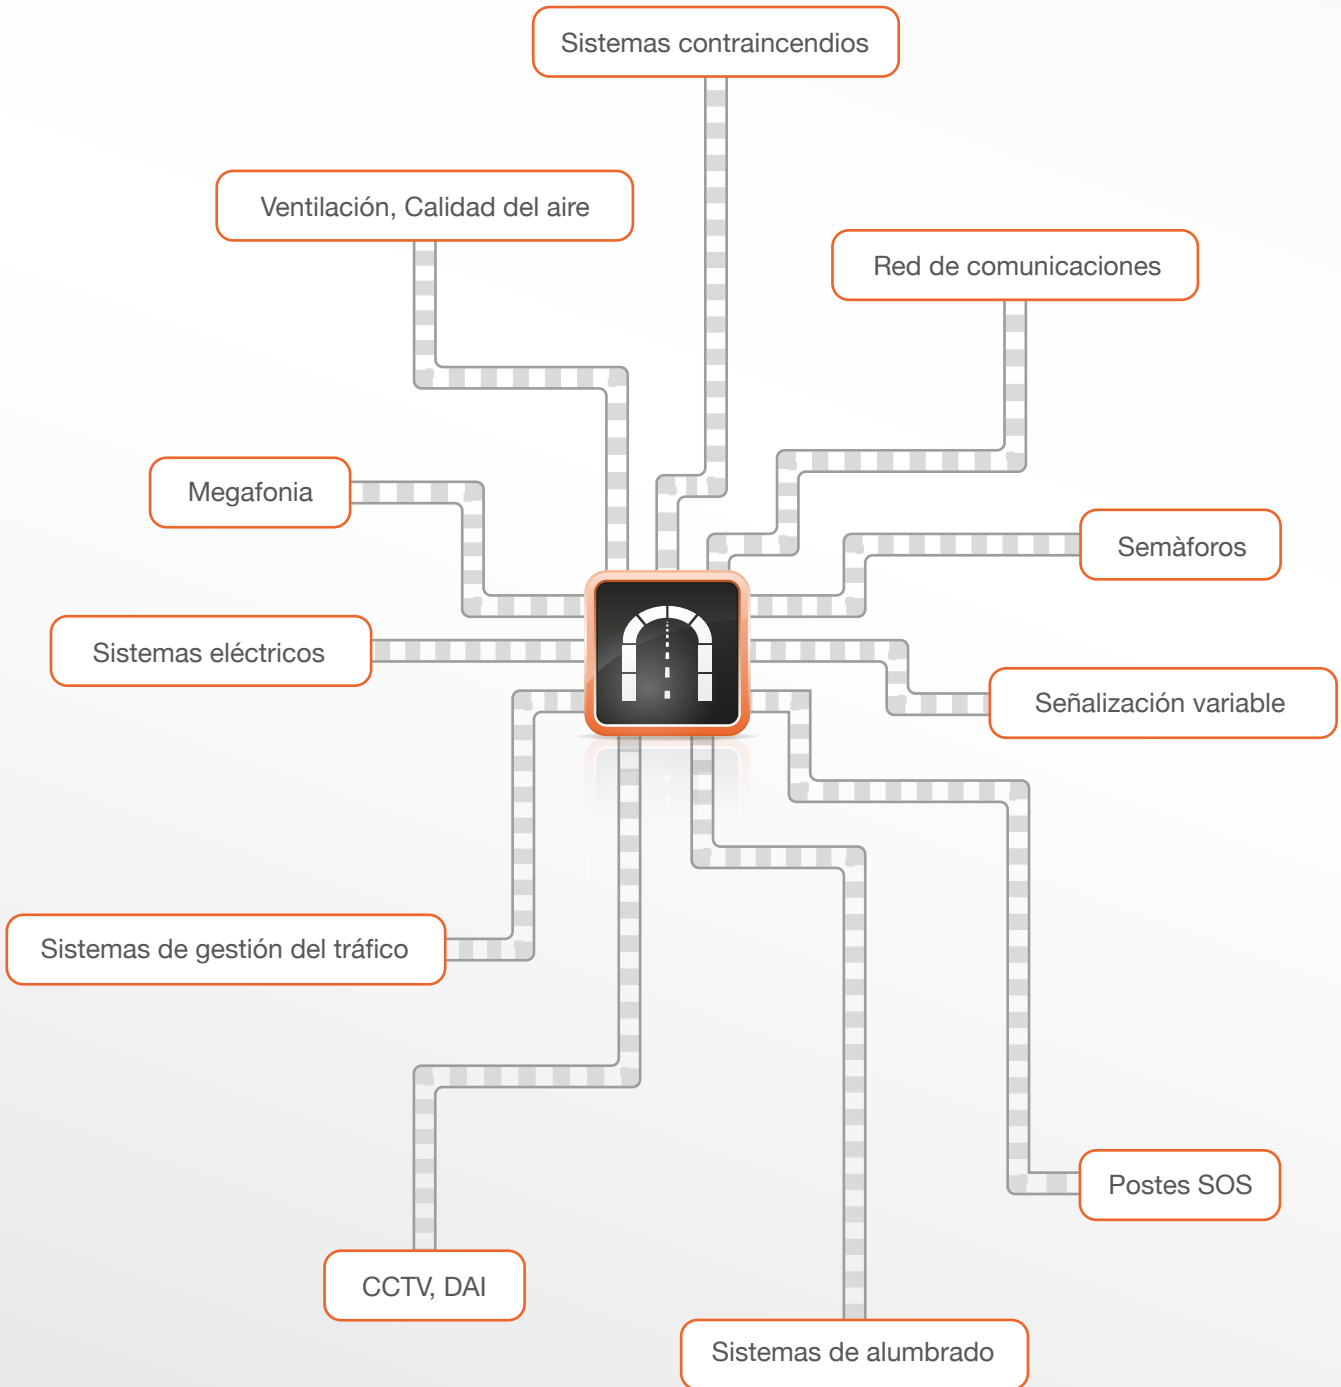 Sistemas contraincendios
Ventilación, Calidad del aire
Red de comunicaciones
Megafonia
Semàforos
Sistemas eléctricos
Señalización variable
Sistemas de gestión del tráfico
Postes SOS
CCTV, DAI
Sistemas de alumbrado